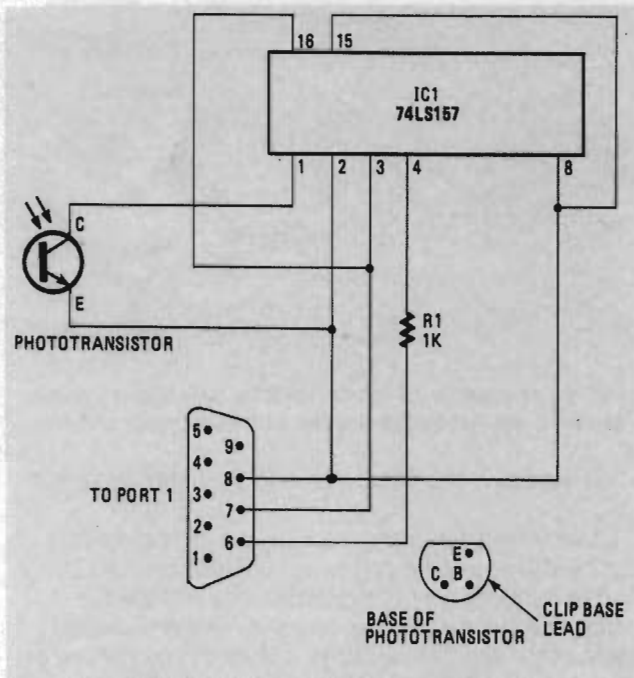 16 15
IC1
74LS157
1 2 3 4 8
C
E
PHOTOTRANSISTOR
R1
1K
5
9
4
8
TO PORT 1
3
7
2
6
1
E
C B
BASE OF
PHOTOTRANSISTOR
CLIP BASE
LEAD